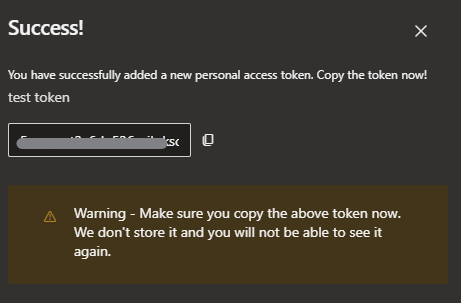 Success!
You have successfully added a new personal access token. Copy the token now!
test token
Warning - Make sure you copy the above token now.
We don't store it and you will not be able to see it
again.